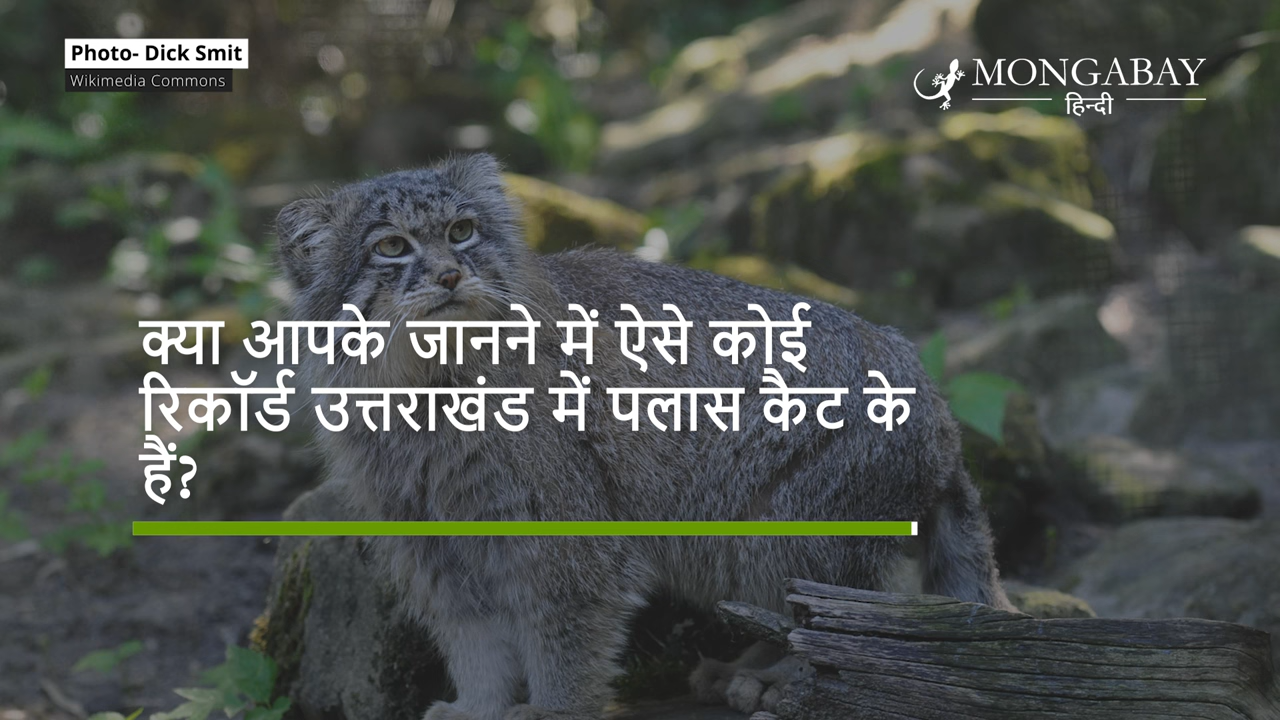 Photo- Dick Smit
Wikimedia Commons
MONGABAY
हिन्दी
क्या आपके जानने में ऐसे कोई
रिकॉर्ड उत्तराखंड में पलास कैट के
हैं?